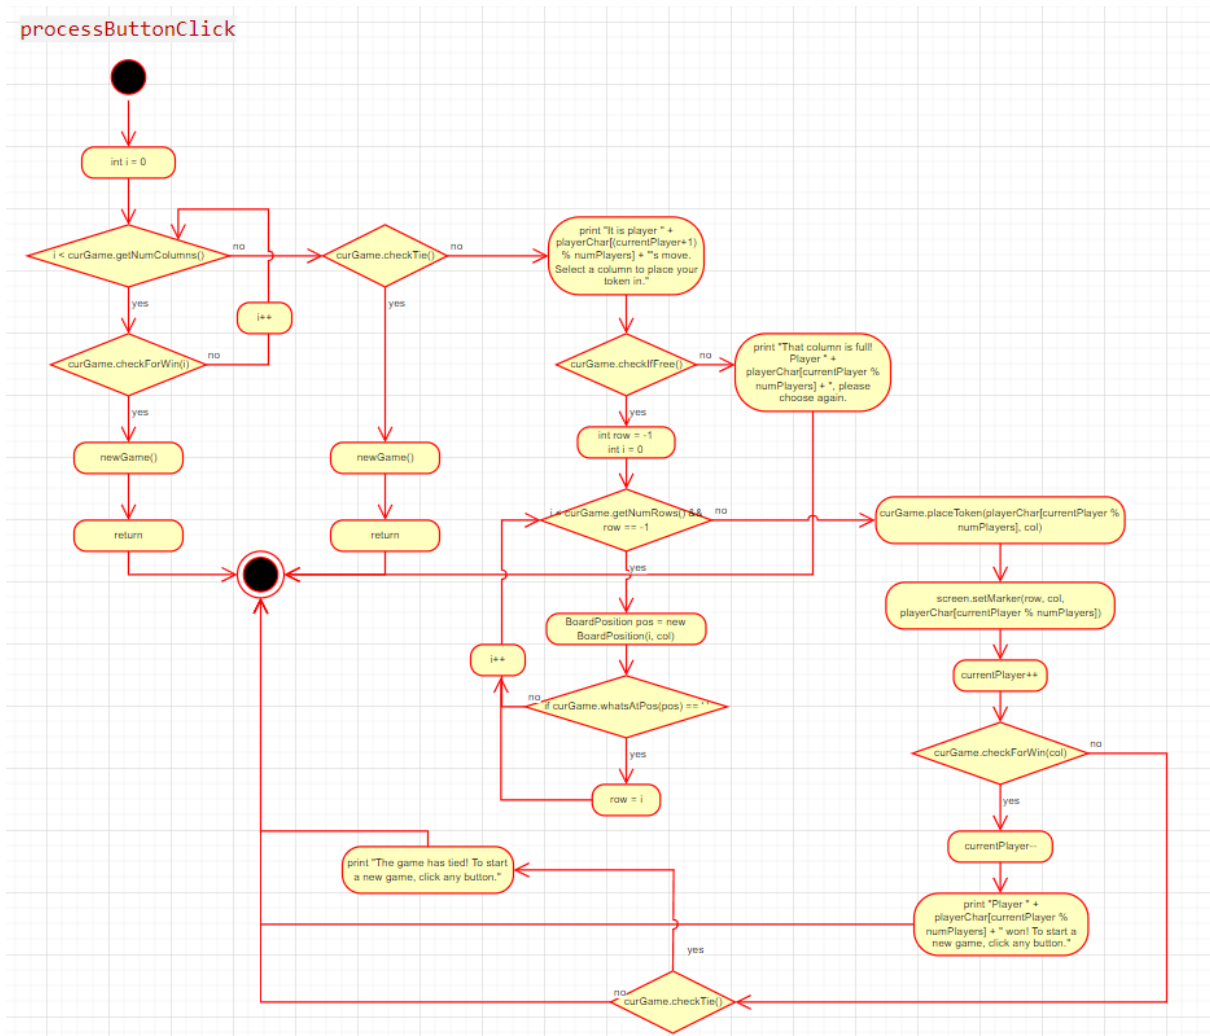 processButtonClick
int i = 0
i < curGame.getNumColumns()
no
yes
i++
curGame.checkForWin(i)
no
yes
newGame()
return
curGame.checkTie()
no
yes
newGame()
return
print "It is player " +
playerChar[(currentPlayer+1)
% numPlayers] + "'s move.
Select a column to place your
token in."
curGame.checkIfFree()
no
yes
print "That column is full!
Player " +
playerChar[currentPlayer %
numPlayers] + ", please
choose again.
int row = -1
int i = 0
i < curGame.getNumRows() &&
row == -1
no
yes
BoardPosition pos = new
BoardPosition(i, col)
i++
no
if curGame.whatsAtPos(pos) == ' '
yes
row = i
curGame.placeToken(playerChar[currentPlayer %
numPlayers], col)
screen.setMarker(row, col,
playerChar[currentPlayer % numPlayers])
currentPlayer++
curGame.checkForWin(col)
no
yes
currentPlayer--
print "Player " +
playerChar[currentPlayer %
numPlayers] + " won! To start a
new game, click any button."
print "The game has tied! To start
a new game, click any button."
yes
no
curGame.checkTie()